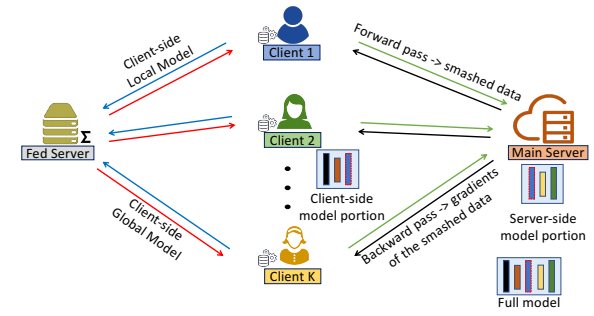 Client-side
Local Model
Client 1
Forward pass -> smashed data
Σ
Fed Server
Client 2
Main Server
Client-side
model portion
Client-side
Global Model
Client K
Backward pass -> gradients
of the smashed data
Server-side
model portion
Full model